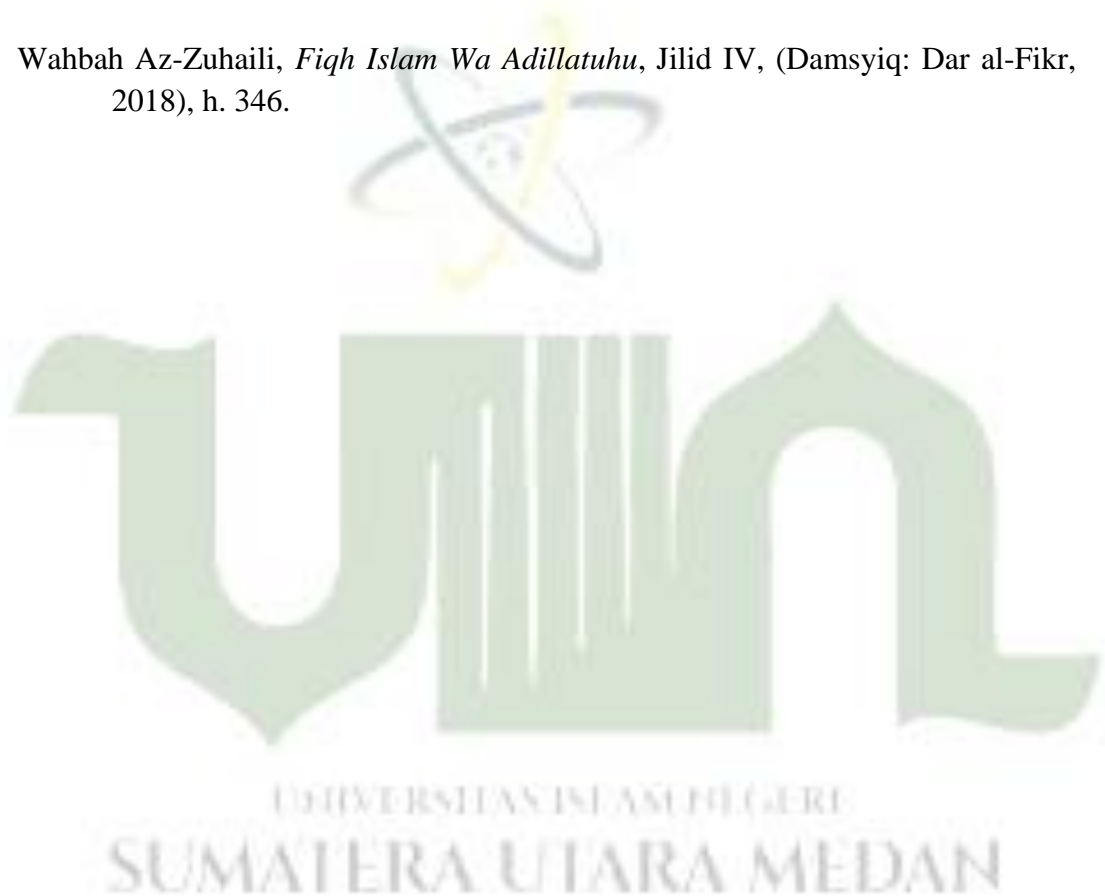 Wahbah Az-Zuhaili, Fiqh Islam Wa Adillatuhu, Jilid IV, (Damsyiq: Dar al-Fikr,
2018), h. 346.
uin
UNIVERSITAS ISLAM NEGERI
SUMATERA UTARA MEDAN